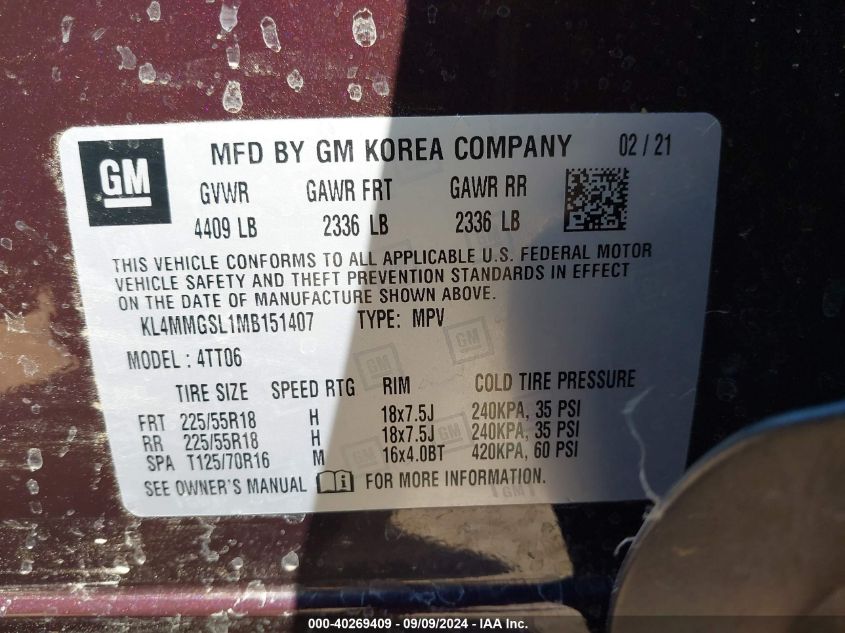 GM
MFD BY GM KOREA COMPANY 02 / 21
GVWR GAWR FRT GAWR RR
4409 LB 2336 LB 2336 LB
THIS VEHICLE CONFORMS TO ALL APPLICABLE U.S. FEDERAL MOTOR
VEHICLE SAFETY AND THEFT PREVENTION STANDARDS IN EFFECT
ON THE DATE OF MANUFACTURE SHOWN ABOVE.
KL4MMGSL1MB151407 TYPE: MPV
MODEL : 4TT06
TIRE SIZE SPEED RTG RIM COLD TIRE PRESSURE
FRT 225/55R18 H 18x7.5J 240KPA, 35 PSI
RR 225/55R18 H 18x7.5J 240KPA, 35 PSI
SPA T125/70R16 M 16x4.0BT 420KPA, 60 PSI
SEE OWNER'S MANUAL i FOR MORE INFORMATION.
000-40269409 - 09/09/2024 - IAA Inc.